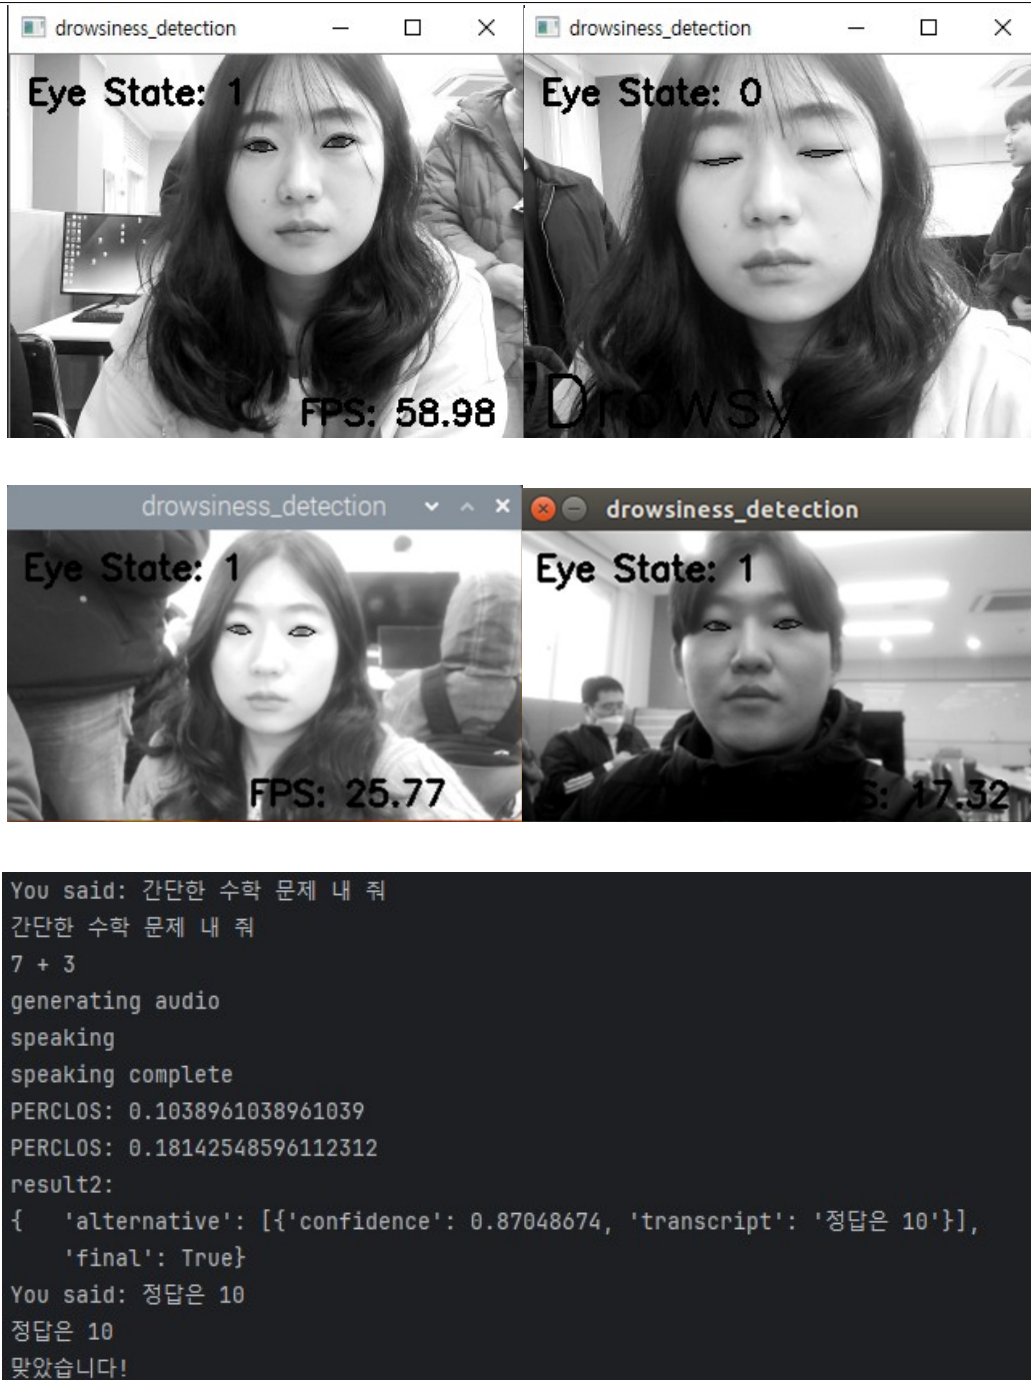 drowsiness_detection
Eye State: 1
FPS: 58.98
drowsiness_detection
Eye State: 0
Drowsy
drowsiness_detection
Eye State: 1
FPS: 25.77
drowsiness_detection
Eye State: 1
S: 17.32
You said: 간단한 수학 문제 내 줘
간단한 수학 문제 내 줘
7 + 3
generating audio
speaking
speaking complete
PERCLOS: 0.1038961038961039
PERCLOS: 0.18142548596112312
result2:
{   'alternative': [{'confidence': 0.87048674, 'transcript': '정답은 10'}],
    'final': True}
You said: 정답은 10
정답은 10
맞았습니다!